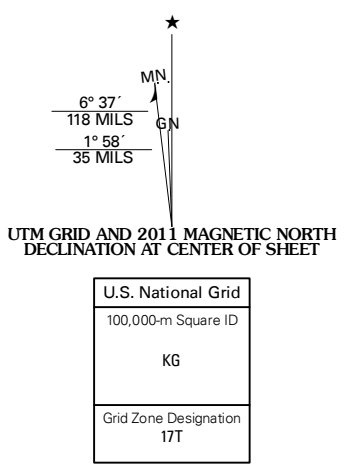 ★
M.N.
6° 37´
118 MILS
GN
1° 58´
35 MILS
UTM GRID AND 2011 MAGNETIC NORTH
DECLINATION AT CENTER OF SHEET
U.S. National Grid
100,000-m Square ID
KG
Grid Zone Designation
17T